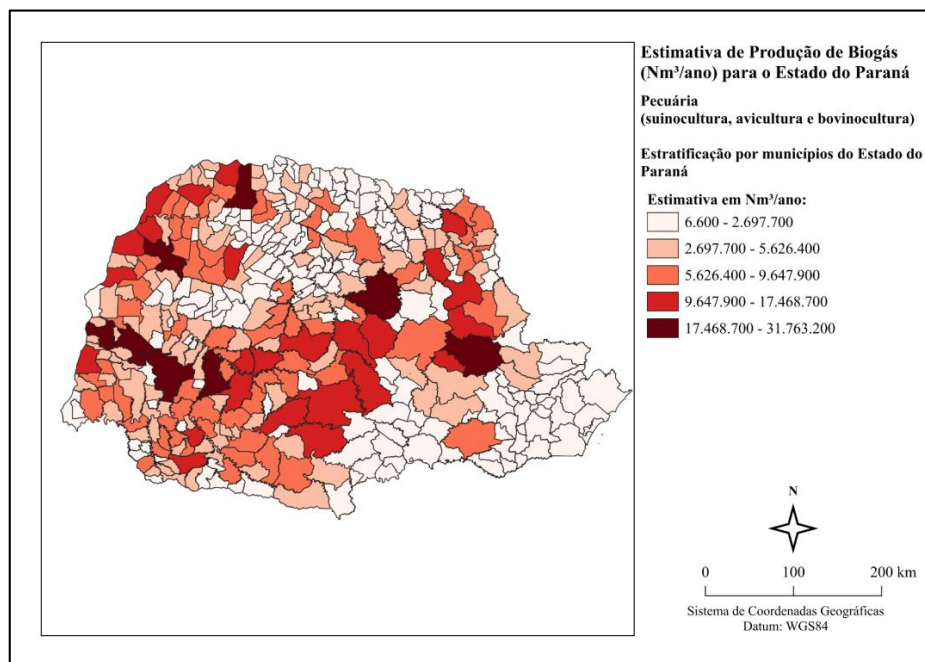 Estimativa de Produção de Biogás
(Nm³/ano) para o Estado do Paraná
Pecuária
(suinocultura, avicultura e bovinocultura)
Estratificação por municípios do Estado do
Paraná
Estimativa em Nm³/ano:
6.600 - 2.697.700
2.697.700 - 5.626.400
5.626.400 - 9.647.900
9.647.900 - 17.468.700
17.468.700 - 31.763.200
N
0 100 200 km
Sistema de Coordenadas Geográficas
Datum: WGS84